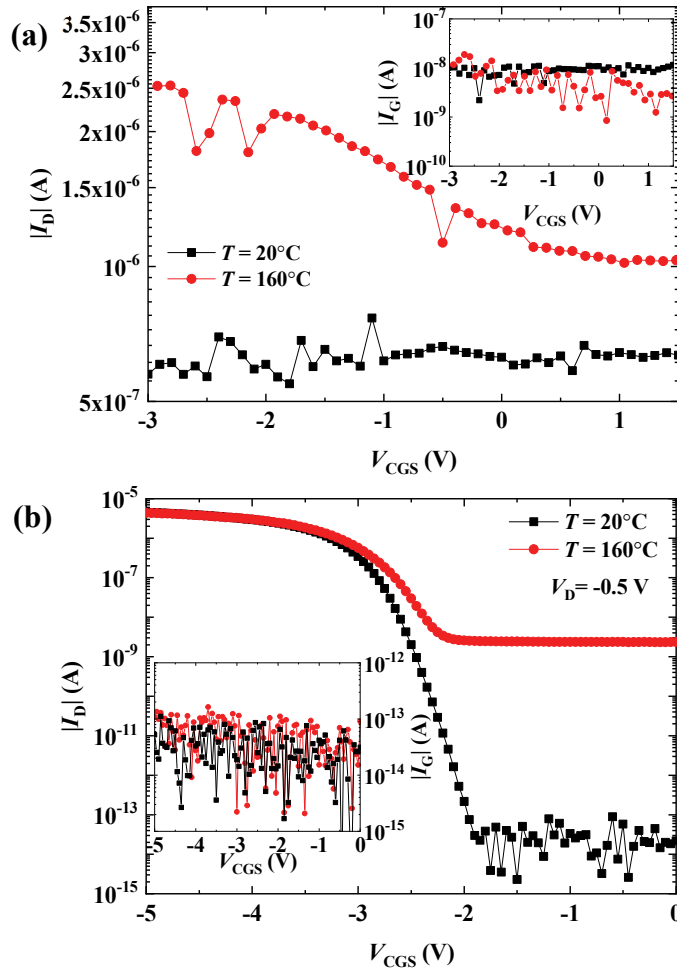 (a)
3.5x10⁻⁶
3x10⁻⁶
2.5x10⁻⁶
2x10⁻⁶
1.5x10⁻⁶
10⁻⁶
5x10⁻⁷
|I_D| (A)
T = 20°C
T = 160°C
-3 -2 -1 0 1
V_CGS (V)
10⁻⁷
10⁻⁸
10⁻⁹
10⁻¹⁰
|I_G| (A)
-3 -2 -1 0 1
V_CGS (V)
(b)
10⁻⁵
10⁻⁷
10⁻⁹
10⁻¹¹
10⁻¹³
10⁻¹⁵
|I_D| (A)
T = 20°C
T = 160°C
V_D= -0.5 V
10⁻¹²
10⁻¹³
10⁻¹⁴
10⁻¹⁵
|I_G| (A)
-5 -4 -3 -2 -1 0
V_CGS (V)
-5 -4 -3 -2 -1 0
V_CGS (V)